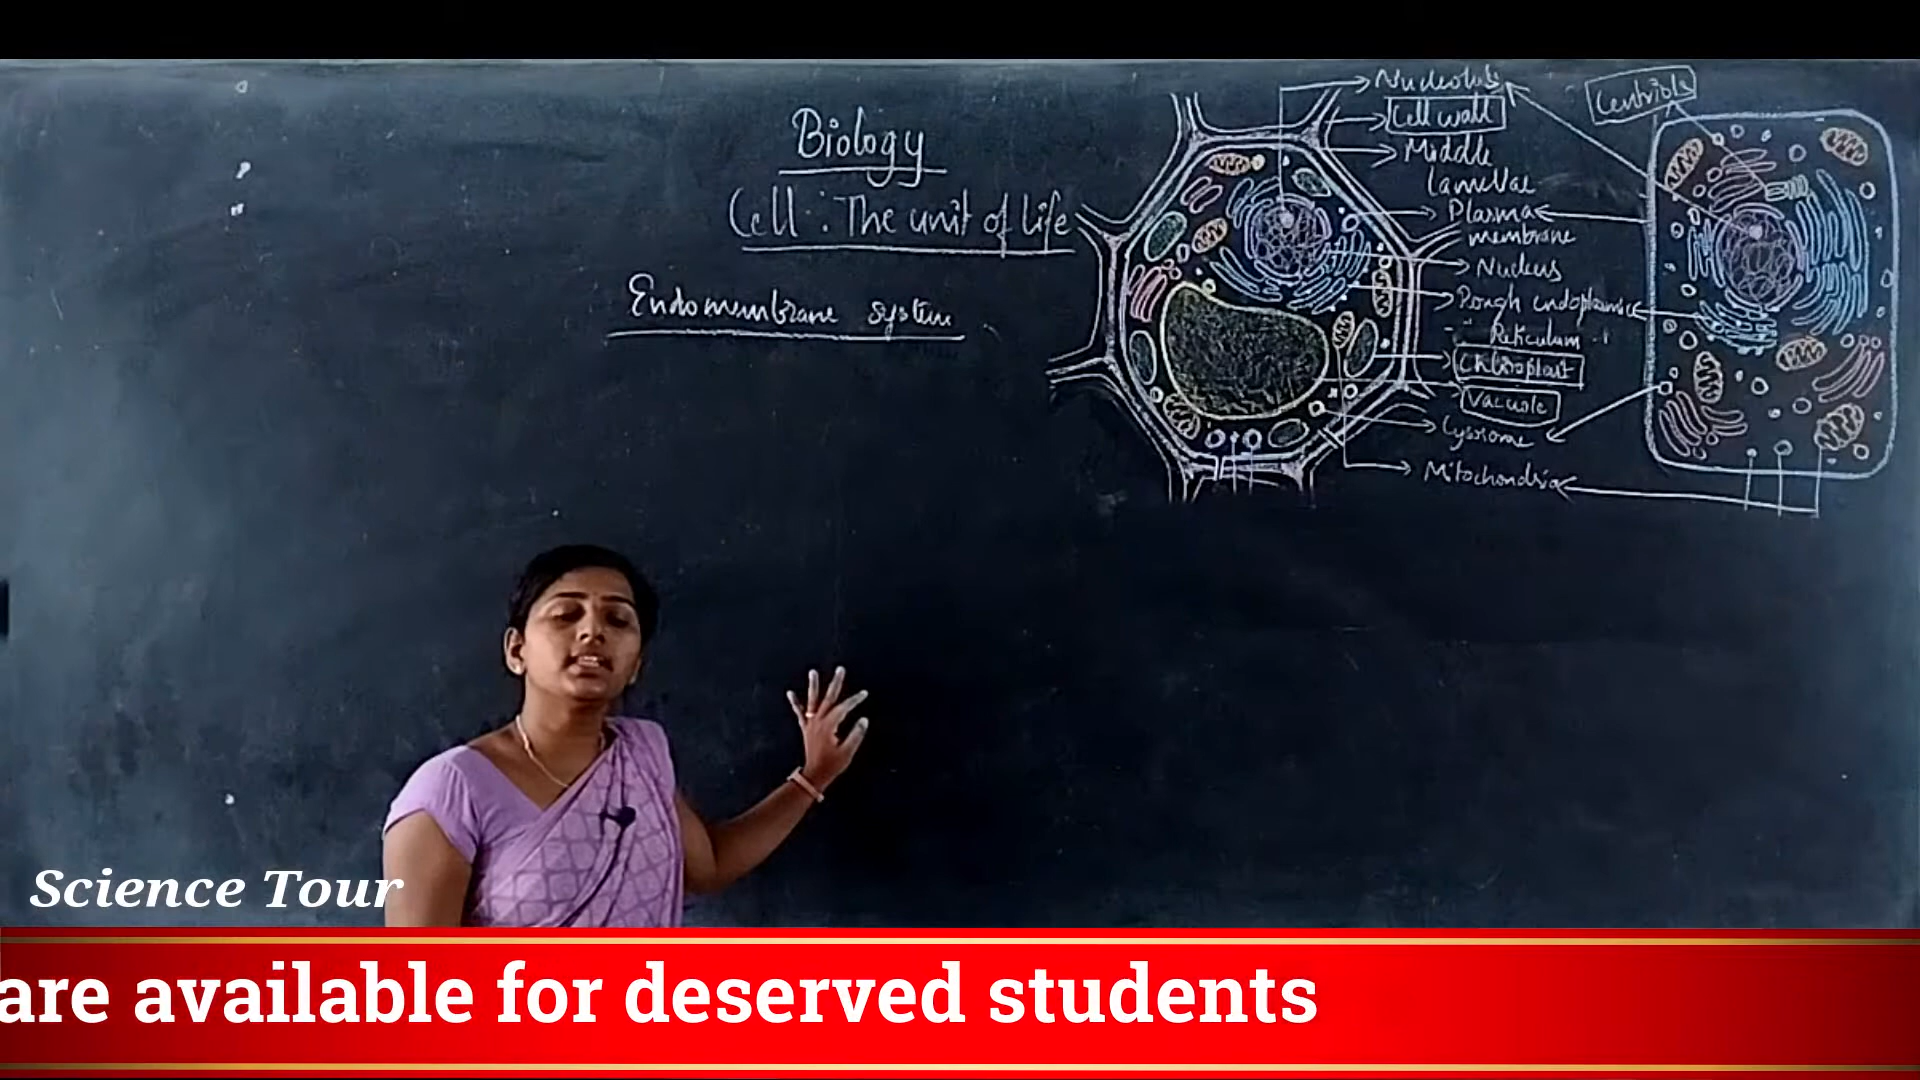 Biology
Cell : The unit of life
Endomembrane system
Nucleolus
Cell wall
Middle
lamellae
Plasma
membrane
Nucleus
Rough endoplasmic
Reticulum
Chloroplast
Vacuole
Lysosome
Mitochondria
Centriole
Science Tour
are available for deserved students